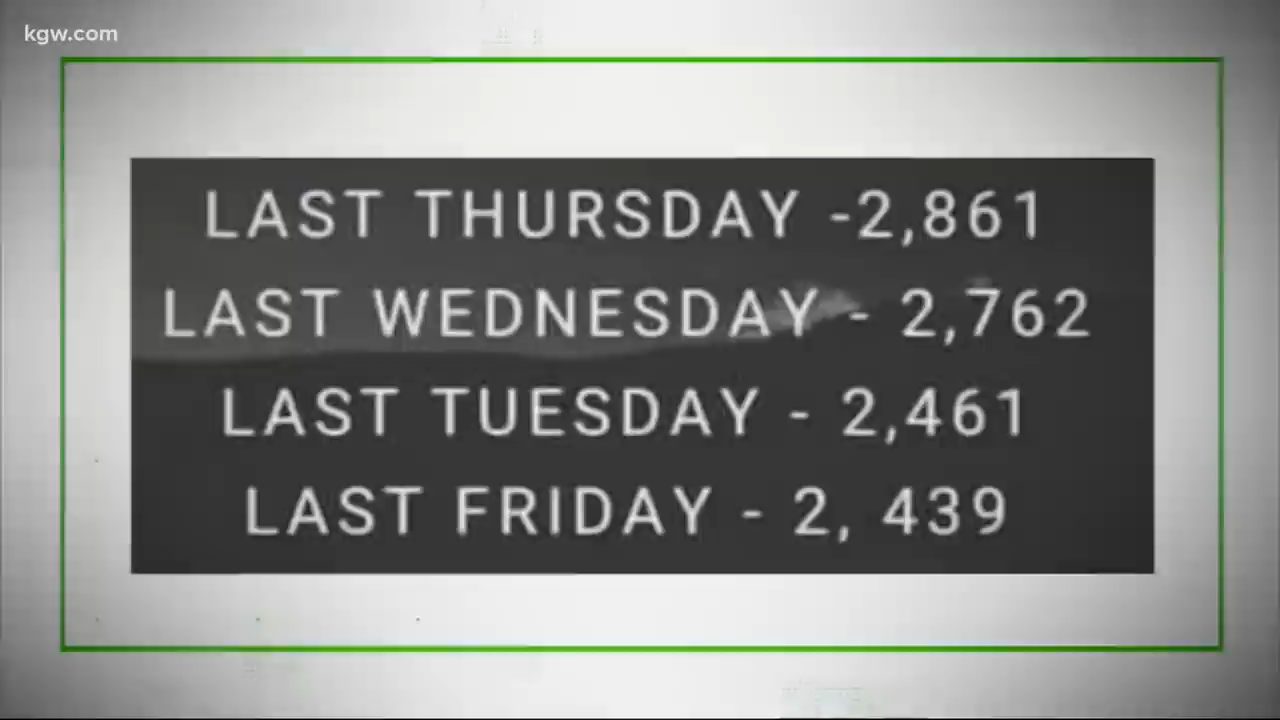 kgw.com
LAST THURSDAY -2,861
LAST WEDNESDAY - 2,762
LAST TUESDAY - 2,461
LAST FRIDAY - 2, 439